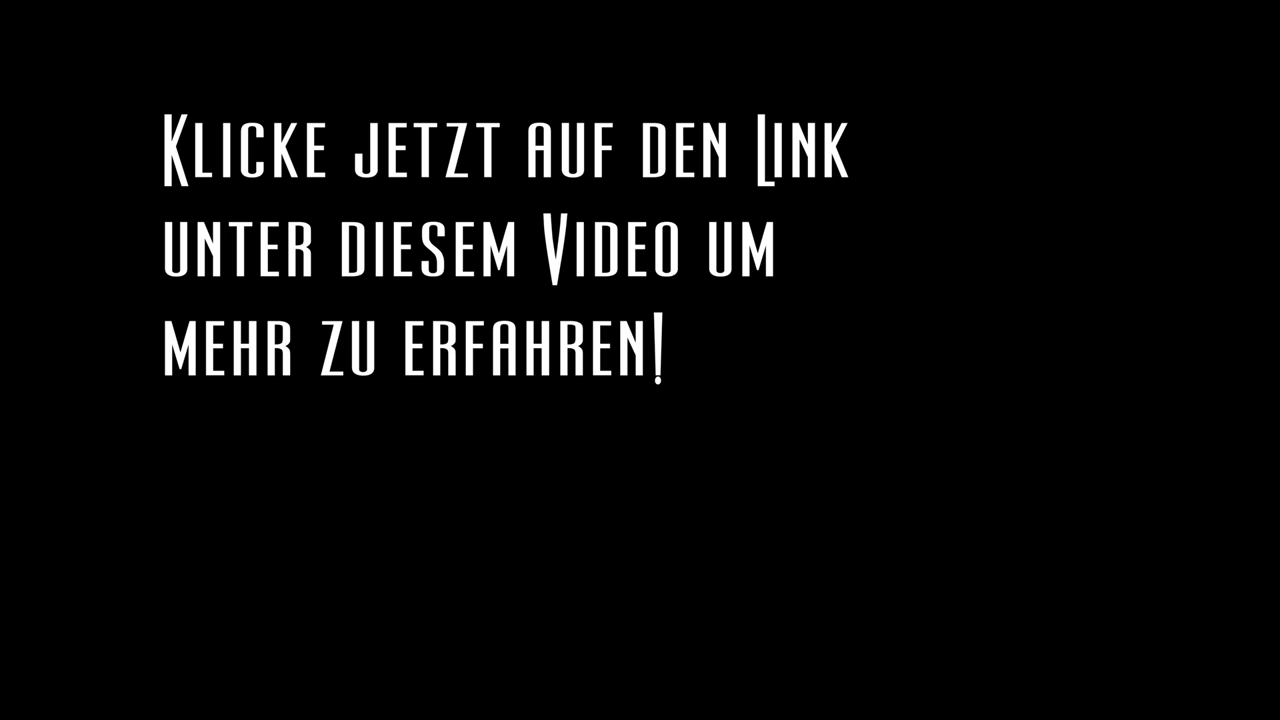 Klicke jetzt auf den Link
unter diesem Video um
mehr zu erfahren!